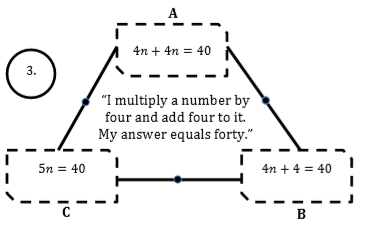 A
3.
4n + 4n = 40
"I multiply a number by
four and add four to it.
My answer equals forty."
5n = 40
4n + 4 = 40
C
B